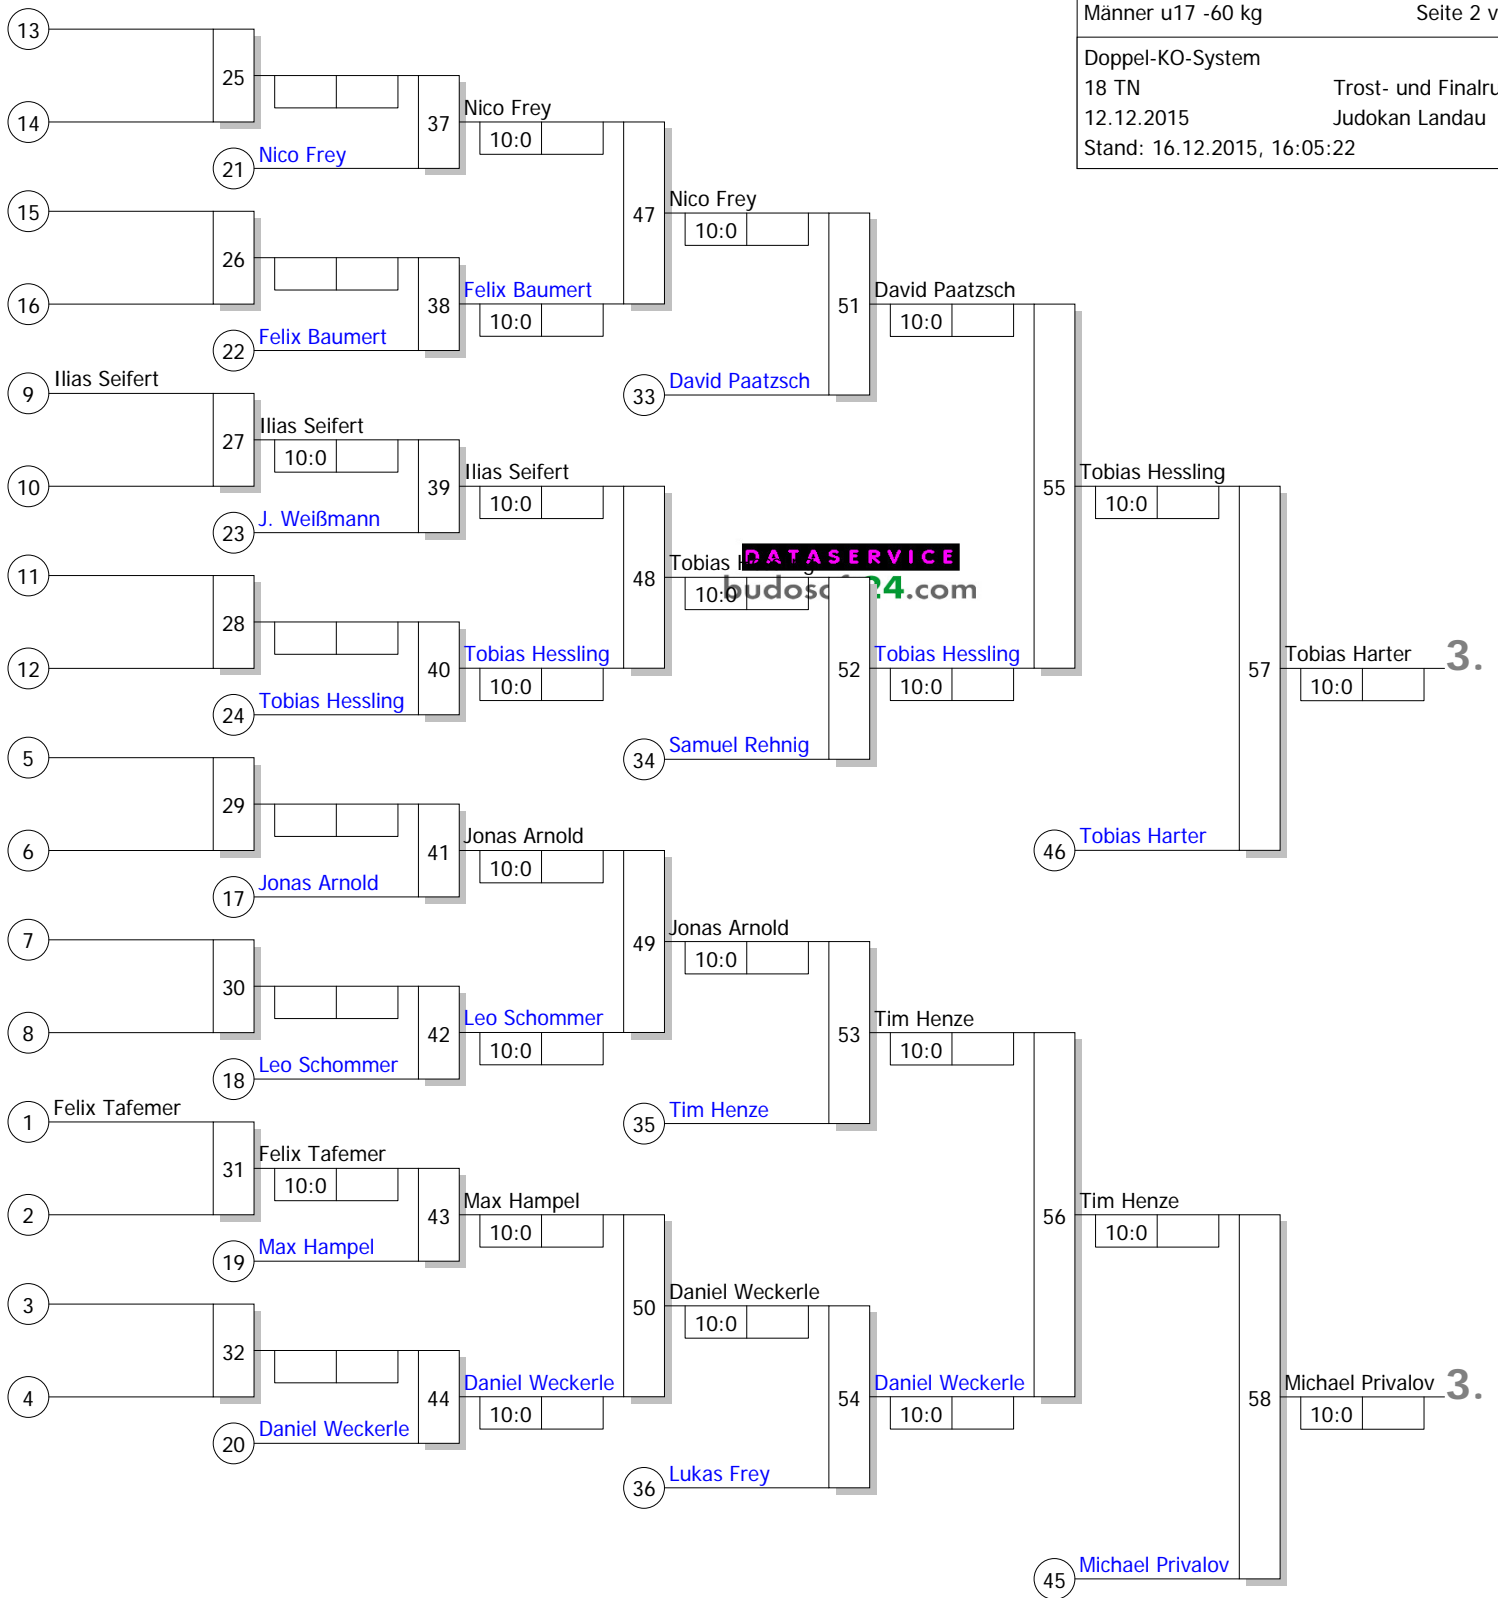 Männer u17 -60 kg Seite 2 v
Doppel-KO-System
18 TN Trost- und Finalru
12.12.2015 Judokan Landau
Stand: 16.12.2015, 16:05:22
13
25
14
37
Nico Frey
10:0
21
Nico Frey
15
47
Nico Frey
10:0
26
16
38
Felix Baumert
10:0
22
Felix Baumert
51
David Paatzsch
10:0
9
Ilias Seifert
33
David Paatzsch
27
Ilias Seifert
10:0
10
39
Ilias Seifert
10:0
23
J. Weißmann
55
Tobias Hessling
10:0
11
48
Tobias
10:0
DATASERVICE
24.com
28
12
40
Tobias Hessling
10:0
24
Tobias Hessling
52
Tobias Hessling
10:0
57
Tobias Harter
10:0
3.
5
34
Samuel Rehnig
29
6
41
Jonas Arnold
10:0
46
Tobias Harter
17
Jonas Arnold
7
49
Jonas Arnold
10:0
30
8
42
Leo Schommer
10:0
18
Leo Schommer
53
Tim Henze
10:0
1
Felix Tafemer
35
Tim Henze
31
Felix Tafemer
10:0
2
43
Max Hampel
10:0
19
Max Hampel
56
Tim Henze
10:0
3
50
Daniel Weckerle
10:0
32
4
44
Daniel Weckerle
10:0
20
Daniel Weckerle
54
Daniel Weckerle
10:0
58
Michael Privalov
10:0
3.
36
Lukas Frey
45
Michael Privalov